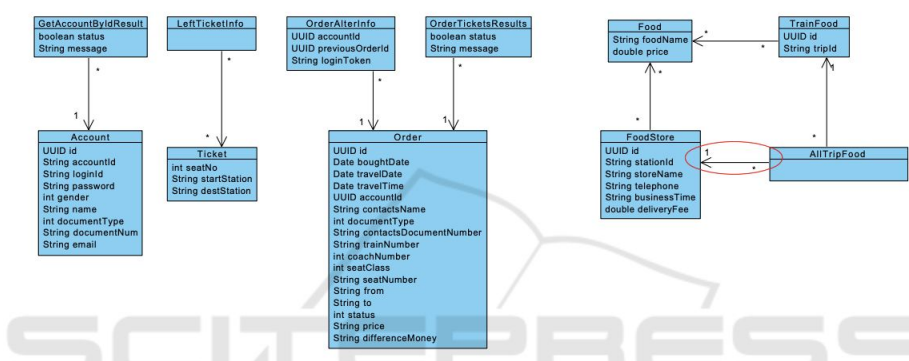 GetAccountByIdResult
boolean status
String message
*
1
Account
UUID id
String accountId
String loginId
String password
int gender
String name
int documentType
String documentNum
String email
LeftTicketInfo
*
*
Ticket
int seatNo
String startStation
String destStation
OrderAlterInfo
UUID accountId
UUID previousOrderId
String loginToken
*
1
OrderTicketsResults
boolean status
String message
*
1
Order
UUID id
Date boughtDate
Date travelDate
Date travelTime
UUID accountId
String contactsName
int documentType
String contactsDocumentNumber
String trainNumber
int coachNumber
int seatClass
String seatNumber
String from
String to
int status
String price
String differenceMoney
Food
String foodName
double price
*
*
TrainFood
UUID id
String tripId
*
*
1
*
FoodStore
UUID id
String stationId
String storeName
String telephone
String businessTime
double deliveryFee
1
*
AllTripFood
SCITEPRESS